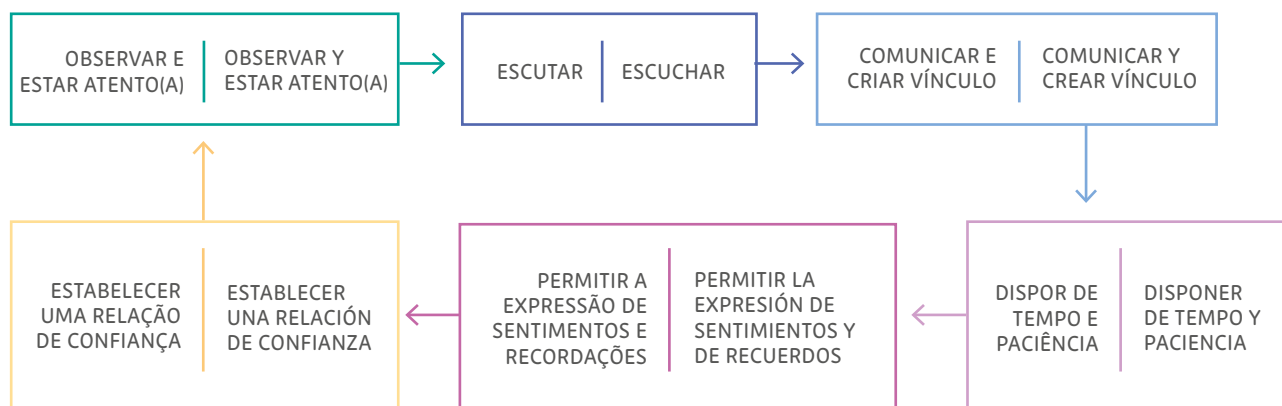 OBSERVAR E
ESTAR ATENTO(A)
OBSERVAR Y
ESTAR ATENTO(A)
ESCUTAR
ESCUCHAR
COMUNICAR E
CRIAR VÍNCULO
COMUNICAR Y
CREAR VÍNCULO
DISPOR DE
TEMPO E
PACIÊNCIA
DISPONER
DE TEMPO Y
PACIENCIA
PERMITIR A
EXPRESSÃO DE
SENTIMENTOS E
RECORDAÇÕES
PERMITIR LA
EXPRESIÓN DE
SENTIMIENTOS Y
DE RECUERDOS
ESTABELECER
UMA RELAÇÃO
DE CONFIANÇA
ESTABLECER
UNA RELACIÓN
DE CONFIANZA